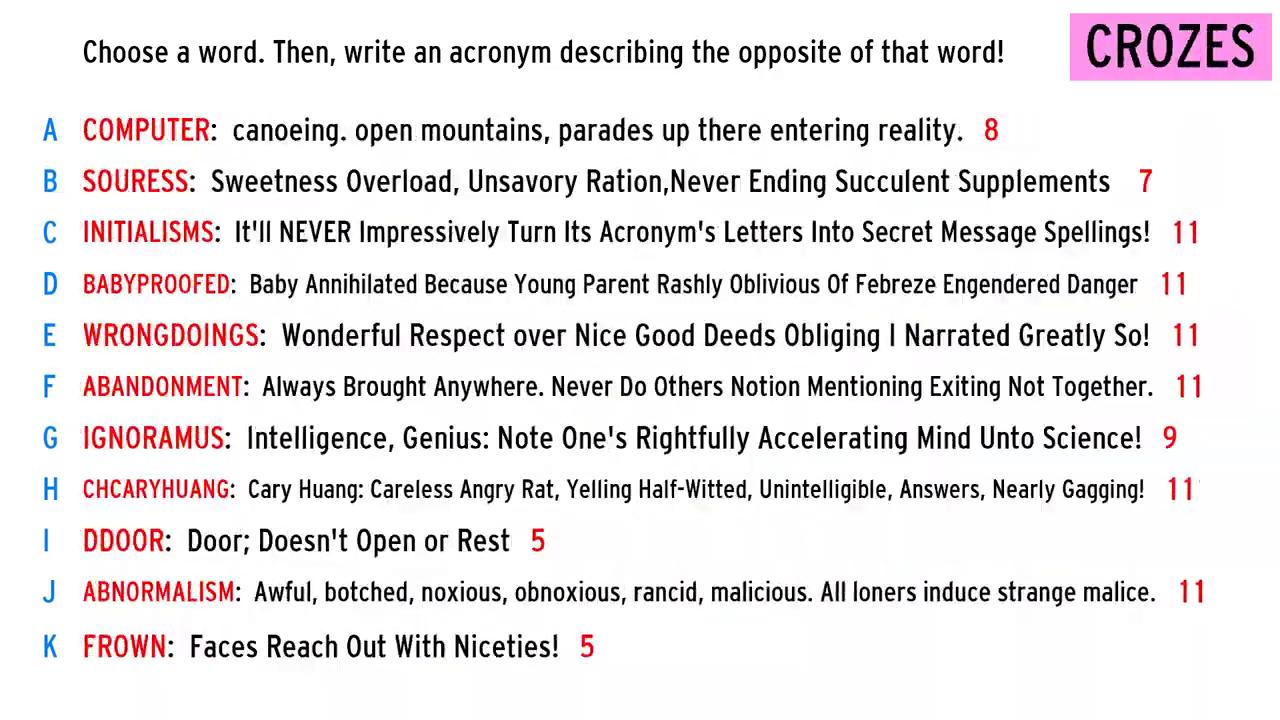 Choose a word. Then, write an acronym describing the opposite of that word!
CROZES
A COMPUTER: canoeing. open mountains, parades up there entering reality. 8
B SOURESS: Sweetness Overload, Unsavory Ration,Never Ending Succulent Supplements 7
C INITIALISMS: It'll NEVER Impressively Turn Its Acronym's Letters Into Secret Message Spellings! 11
D BABYPROOFED: Baby Annihilated Because Young Parent Rashly Oblivious Of Febreze Engendered Danger 11
E WRONGDOINGS: Wonderful Respect over Nice Good Deeds Obliging I Narrated Greatly So! 11
F ABANDONMENT: Always Brought Anywhere. Never Do Others Notion Mentioning Exiting Not Together. 11
G IGNORAMUS: Intelligence, Genius: Note One's Rightfully Accelerating Mind Unto Science! 9
H CHCARYHUANG: Cary Huang: Careless Angry Rat, Yelling Half-Witted, Unintelligible, Answers, Nearly Gagging! 11
I DDOOR: Door; Doesn't Open or Rest 5
J ABNORMALISM: Awful, botched, noxious, obnoxious, rancid, malicious. All loners induce strange malice. 11
K FROWN: Faces Reach Out With Niceties! 5